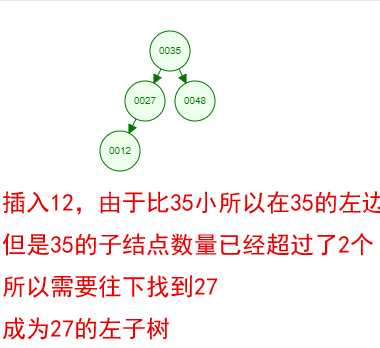 0035
0027
0048
0012
插入12，由于比35小所以在35的左边
但是35的子结点数量已经超过了2个
所以需要往下找到27
成为27的左子树